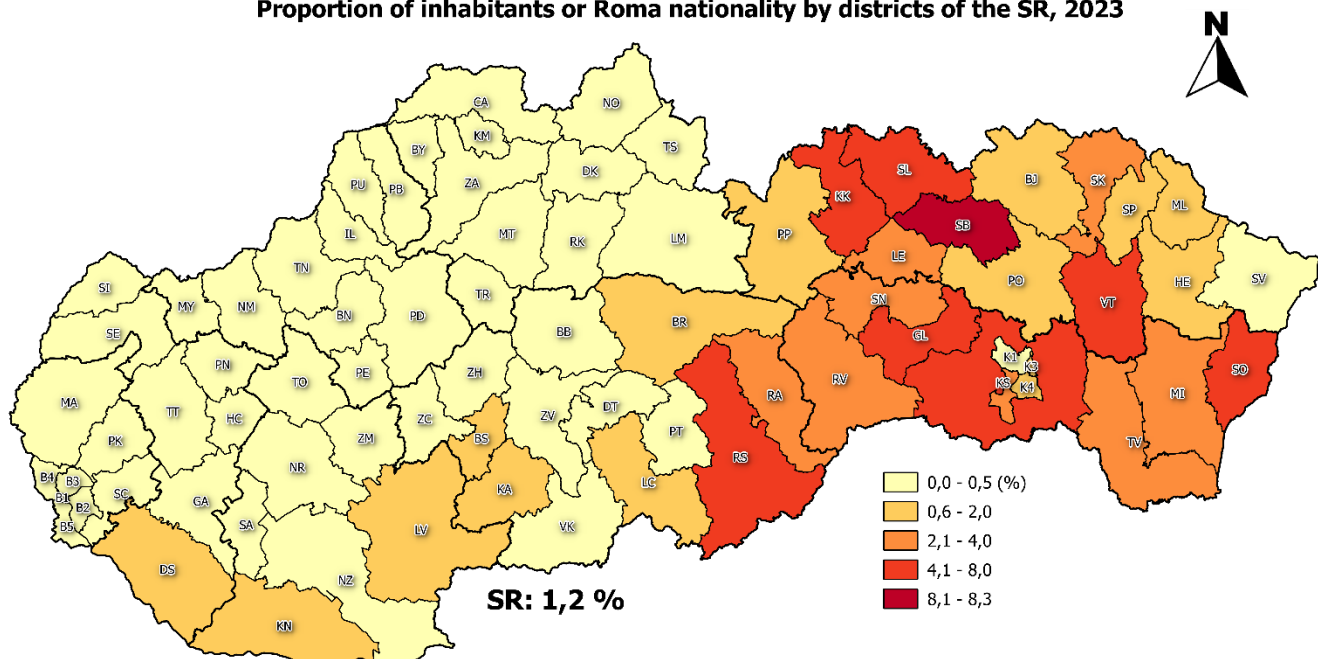 Proportion of inhabitants or Roma nationality by districts of the SR, 2023
N
CA
NO
KM
TS
BY
DK
PU
PB
ZA
SL
BJ
SK
KK
SP
ML
MT
RK
LM
PP
SB
IL
LE
TN
PO
HE
SV
SI
MY
NM
TR
SN
VT
BN
PD
BR
SE
BB
GL
PN
PE
ZH
K1
K3
TO
RV
KS
K4
SO
MA
TT
HC
ZC
ZV
DT
RA
MI
PK
ZM
BS
PT
TV
B4
B3
NR
RS
B1
SC
KA
LC
B2
GA
SA
LV
B5
VK
DS
NZ
KN
SR: 1,2 %
0,0 - 0,5 (%)
0,6 - 2,0
2,1 - 4,0
4,1 - 8,0
8,1 - 8,3